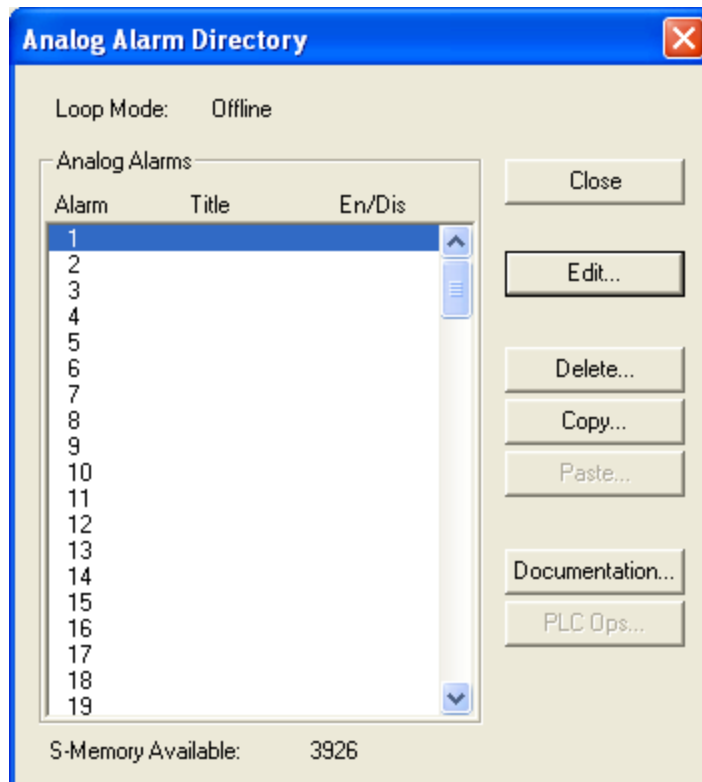 Analog Alarm Directory
Loop Mode: Offline
Analog Alarms
Alarm Title En/Dis
1
2
3
4
5
6
7
8
9
10
11
12
13
14
15
16
17
18
19
Close
Edit...
Delete...
Copy...
Paste...
Documentation...
PLC Ops...
S-Memory Available: 3926